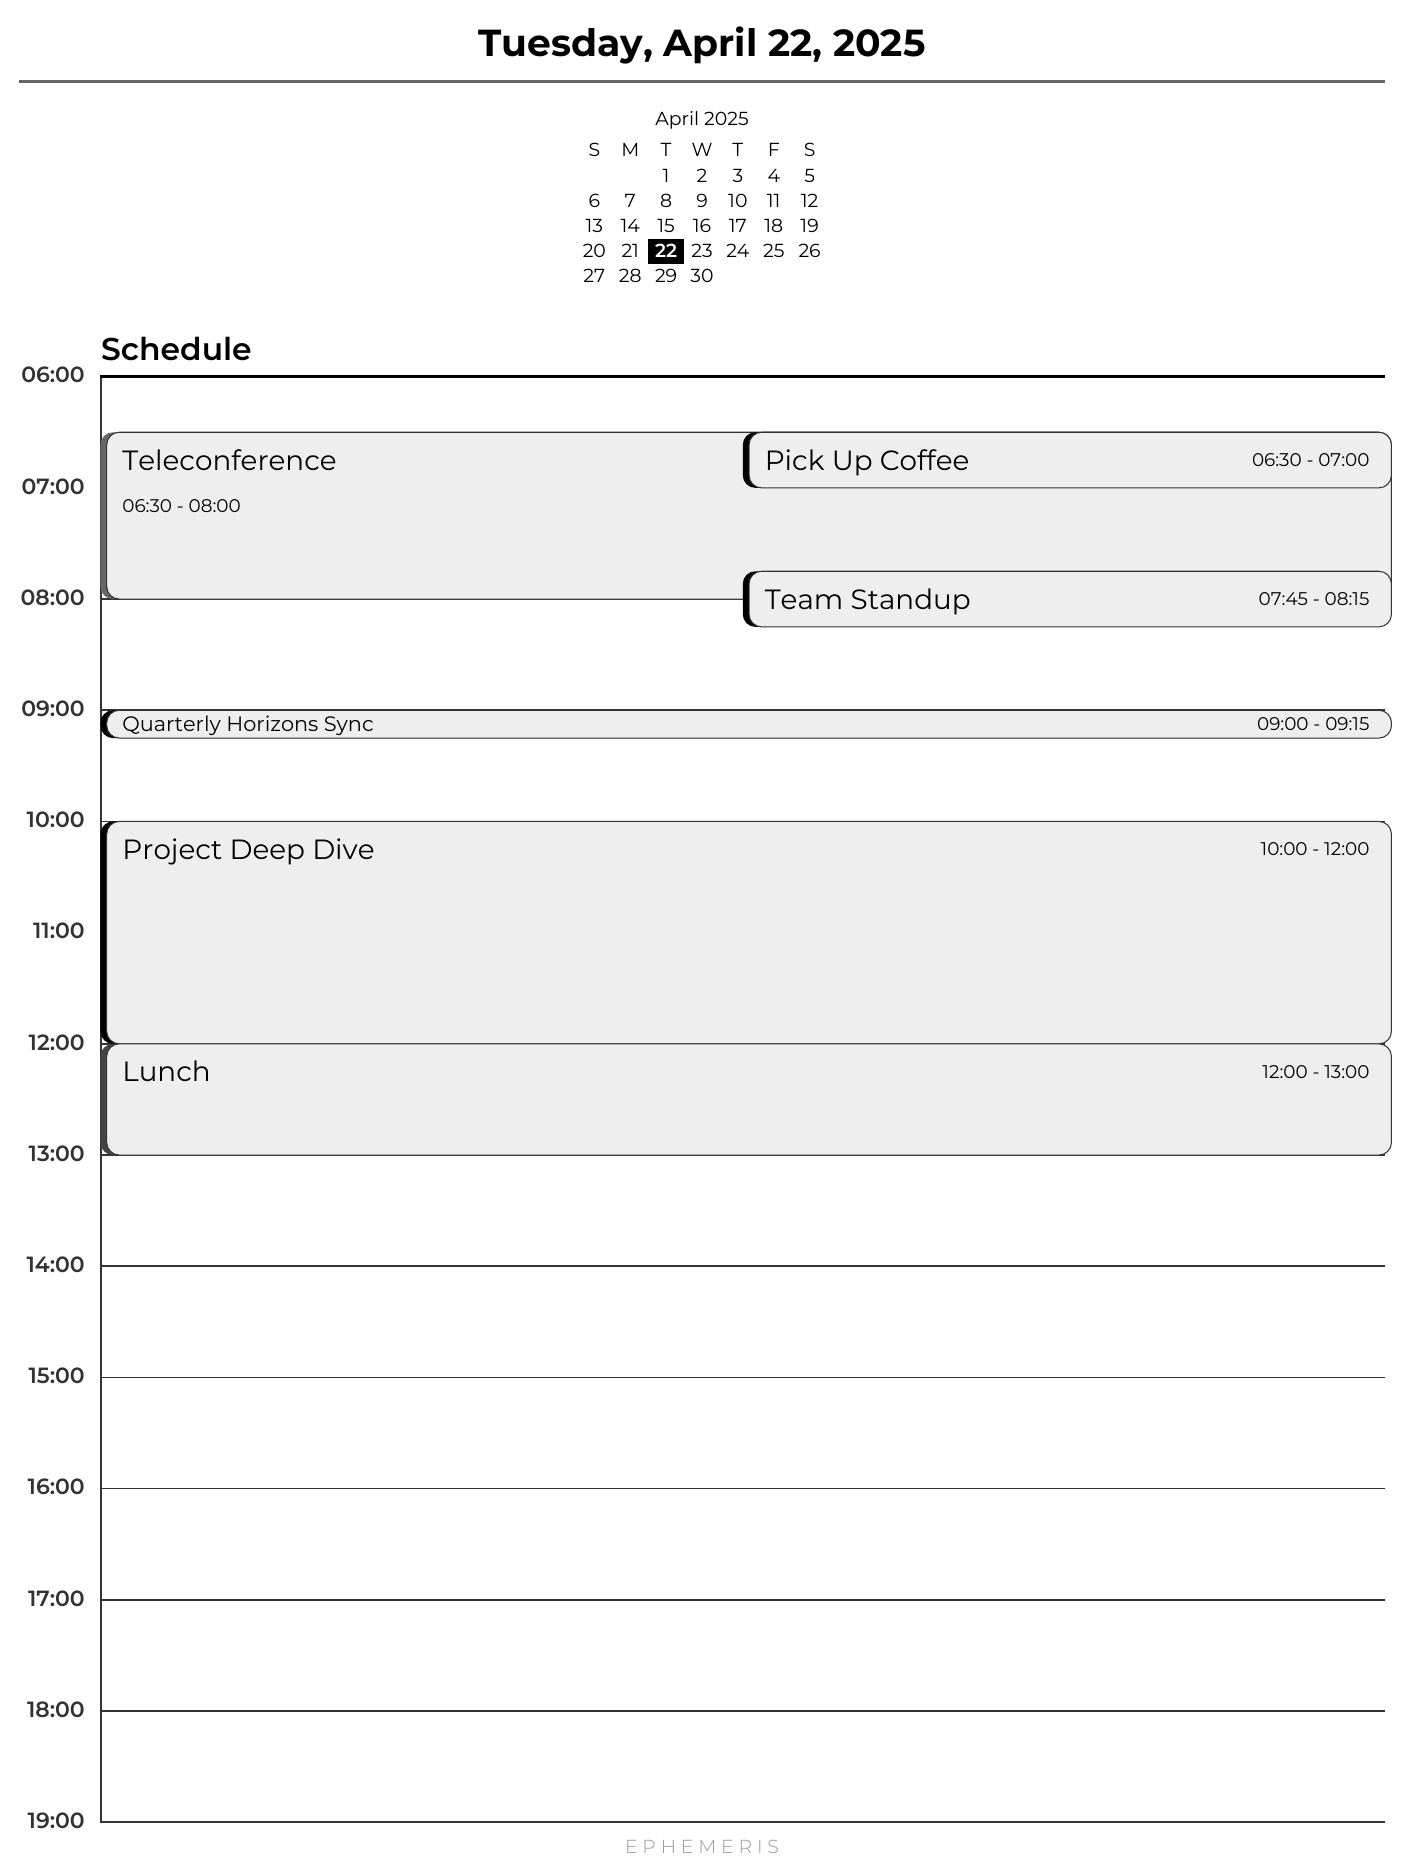 Tuesday, April 22, 2025
April 2025
S M T W T F S
1 2 3 4 5
6 7 8 9 10 11 12
13 14 15 16 17 18 19
20 21 22 23 24 25 26
27 28 29 30
Schedule
06:00
Teleconference
06:30 - 08:00
Pick Up Coffee 06:30 - 07:00
07:00
Team Standup 07:45 - 08:15
08:00
09:00
Quarterly Horizons Sync 09:00 - 09:15
10:00
Project Deep Dive 10:00 - 12:00
11:00
12:00
Lunch 12:00 - 13:00
13:00
14:00
15:00
16:00
17:00
18:00
19:00
EPHEMERIS